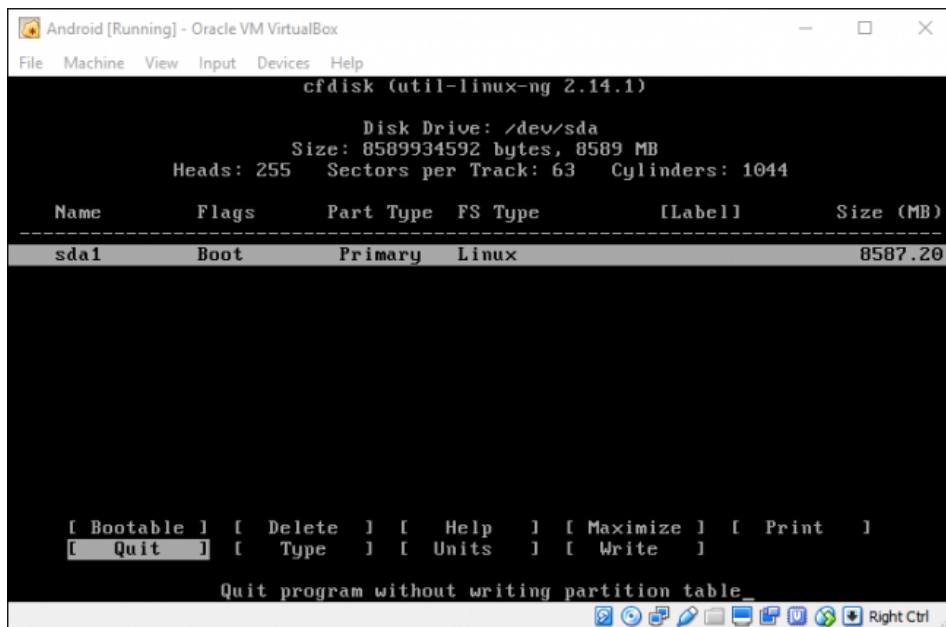 Android [Running] - Oracle VM VirtualBox
File Machine View Input Devices Help
cfdisk (util-linux-ng 2.14.1)
Disk Drive: /dev/sda
Size: 8589934592 bytes, 8589 MB
Heads: 255 Sectors per Track: 63 Cylinders: 1044
Name Flags Part Type FS Type [Label] Size (MB)
sda1 Boot Primary Linux 8587.20
[ Bootable ] [ Delete ] [ Help ] [ Maximize ] [ Print ]
[ Quit ] [ Type ] [ Units ] [ Write ]
Quit program without writing partition table_
Right Ctrl